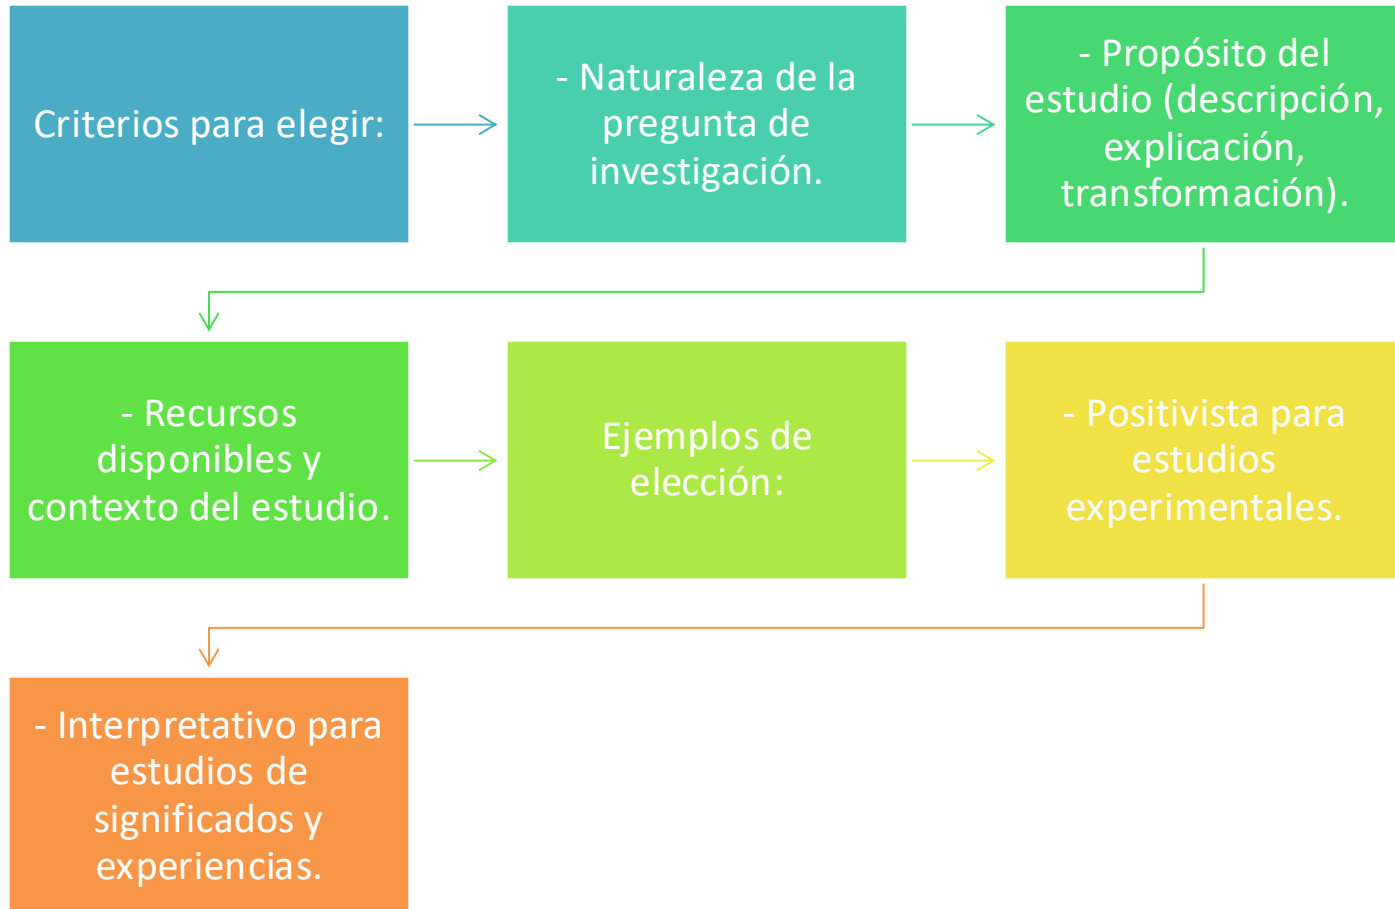 Criterios para elegir:
- Naturaleza de la
pregunta de
investigación.
- Propósito del
estudio (descripción,
explicación,
transformación).
- Recursos
disponibles y
contexto del estudio.
Ejemplos de
elección:
- Positivista para
estudios
experimentales.
- Interpretativo para
estudios de
significados y
experiencias.